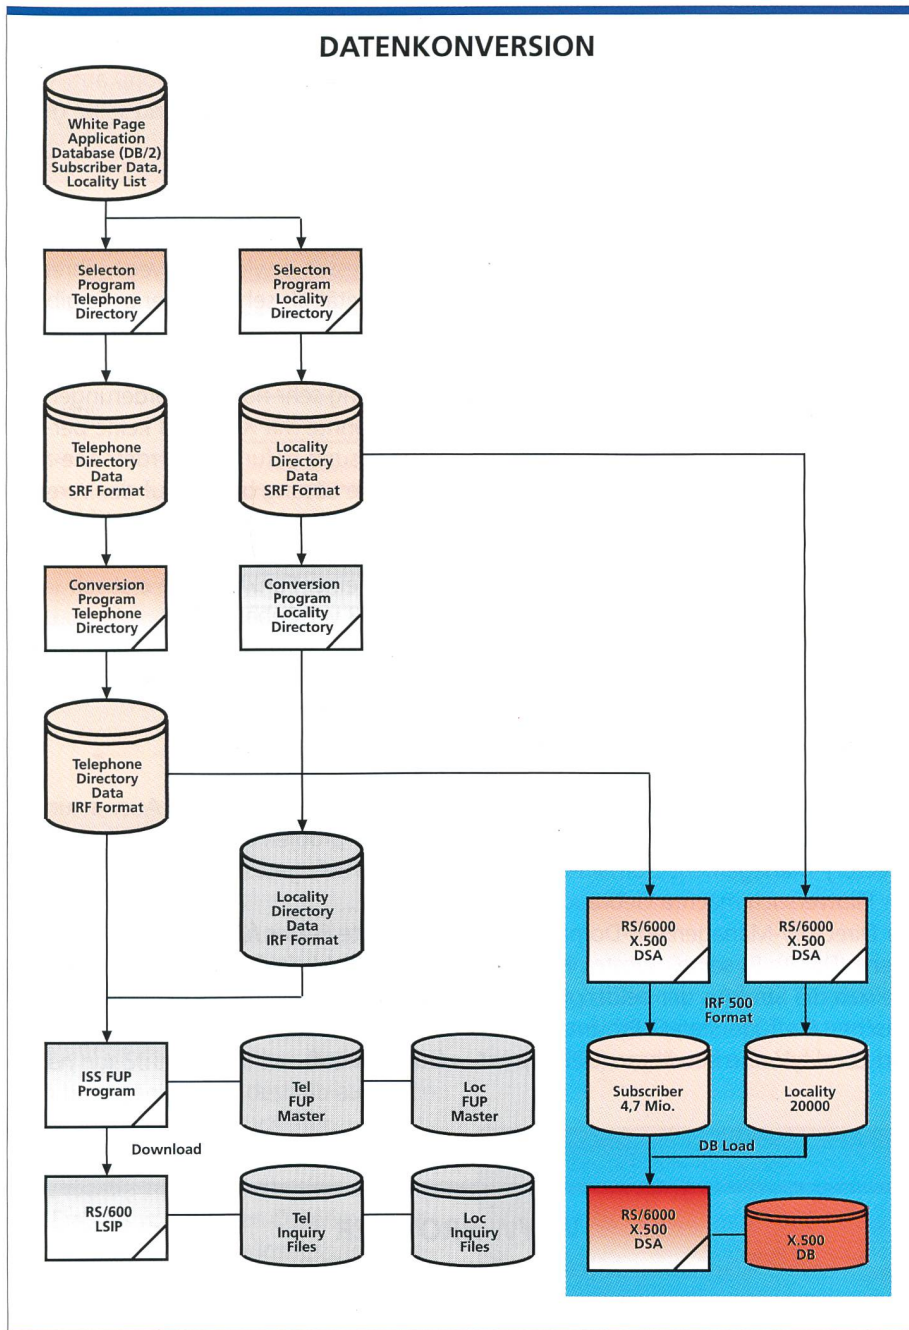 DATENKONVERSION
White Page
Application
Database (DB/2)
Subscriber Data,
Locality List
Selecton
Program
Telephone
Directory
Selecton
Program
Locality
Directory
Telephone
Directory
Data
SRF Format
Locality
Directory
Data
SRF Format
Conversion
Program
Telephone
Directory
Conversion
Program
Locality
Directory
Telephone
Directory
Data
IRF Format
Locality
Directory
Data
IRF Format
RS/6000
X.500
DSA
RS/6000
X.500
DSA
IRF 500
Format
ISS FUP
Program
Tel
FUP
Master
Loc
FUP
Master
Subscriber
4,7 Mio.
Locality
20000
Download
DB Load
RS/600
LSIP
Tel
Inquiry
Files
Loc
Inquiry
Files
RS/6000
X.500
DSA
X.500
DB